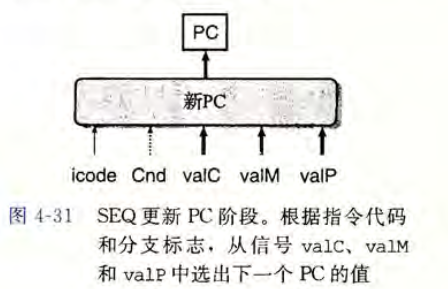 PC
新PC
icode Cnd valC valM valP
图 4-31 SEQ 更新 PC 阶段。根据指令代码
和分支标志，从信号 valC、valM
和 valP 中选出下一个 PC 的值